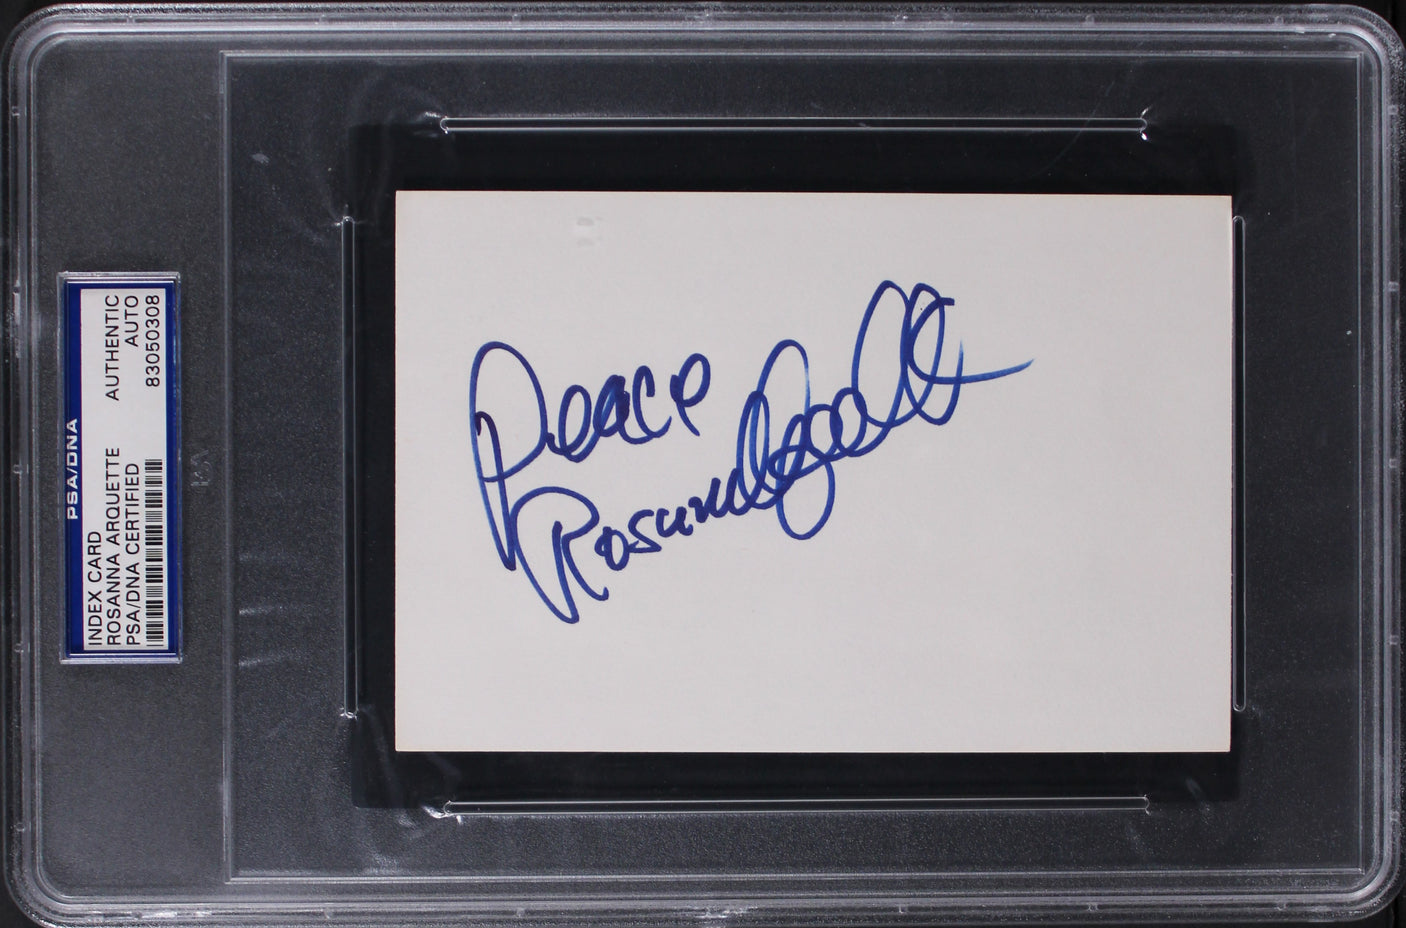 PSA/DNA
INDEX CARD
ROSANNA ARQUETTE AUTHENTIC
PSA/DNA CERTIFIED AUTO
83050308
Peace
Rosanna Arquette